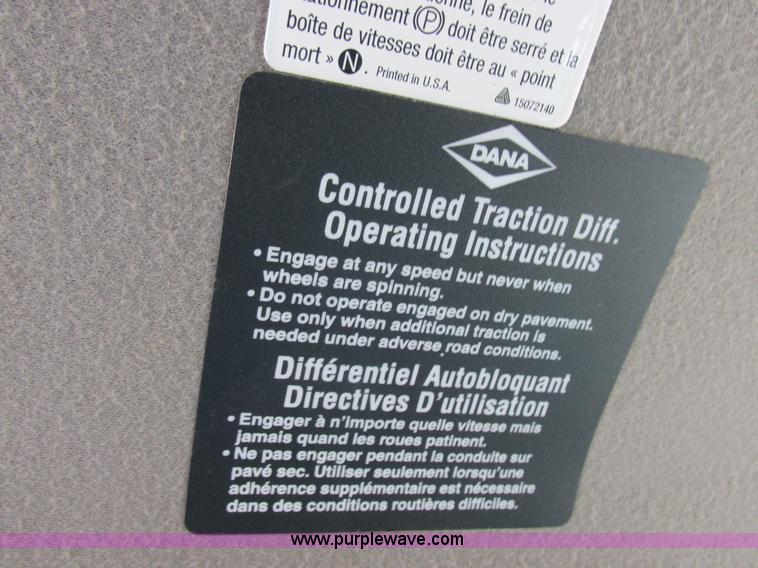 le frein de
(P) doit être serré et la
boîte de vitesses doit être au « point
mort » N. Printed in U.S.A.
15072140
DANA
Controlled Traction Diff.
Operating Instructions
• Engage at any speed but never when
wheels are spinning.
• Do not operate engaged on dry pavement.
Use only when additional traction is
needed under adverse road conditions.
Différentiel Autobloquant
Directives D'utilisation
• Engager à n'importe quelle vitesse mais
jamais quand les roues patinent.
• Ne pas engager pendant la conduite sur
pavé sec. Utiliser seulement lorsqu'une
adhérence supplémentaire est nécessaire
dans des conditions routières difficiles.
www.purplewave.com